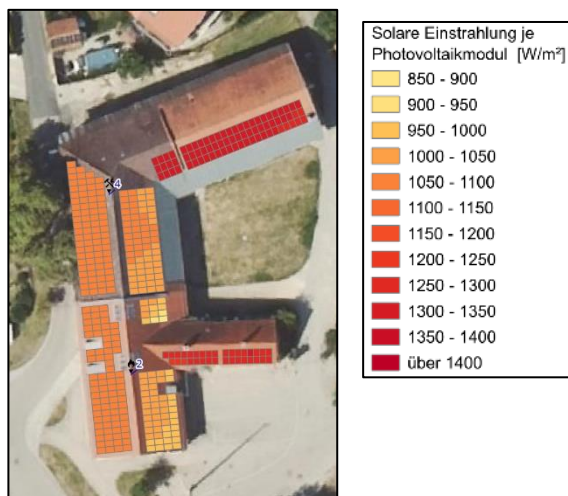 4
2
Solare Einstrahlung je
Photovoltaikmodul [W/m²]
850 - 900
900 - 950
950 - 1000
1000 - 1050
1050 - 1100
1100 - 1150
1150 - 1200
1200 - 1250
1250 - 1300
1300 - 1350
1350 - 1400
über 1400